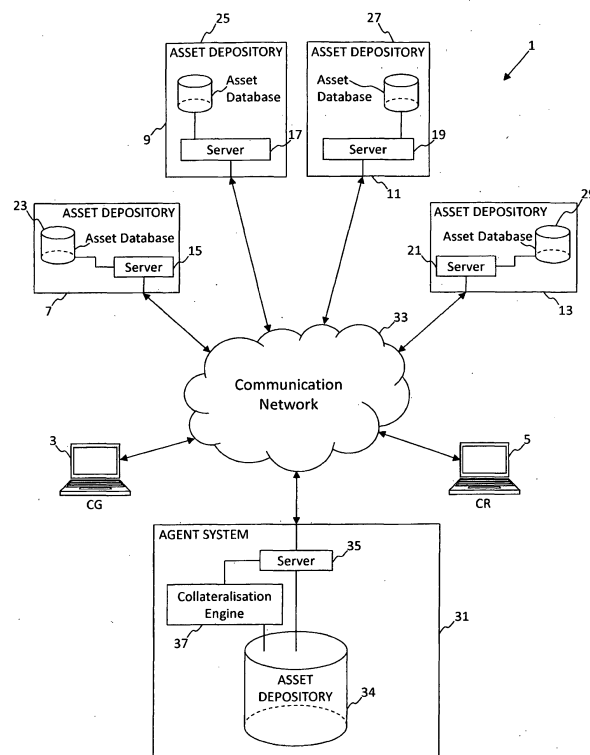 25
27
1
ASSET DEPOSITORY
Asset
Database
9
Server
17
ASSET DEPOSITORY
Asset
Database
Server
19
11
23
ASSET DEPOSITORY
Asset Database
Server
15
7
29
ASSET DEPOSITORY
Asset Database
21
Server
13
33
Communication
Network
3
CG
5
CR
AGENT SYSTEM
Server
35
Collateralisation
Engine
37
31
ASSET
DEPOSITORY
34